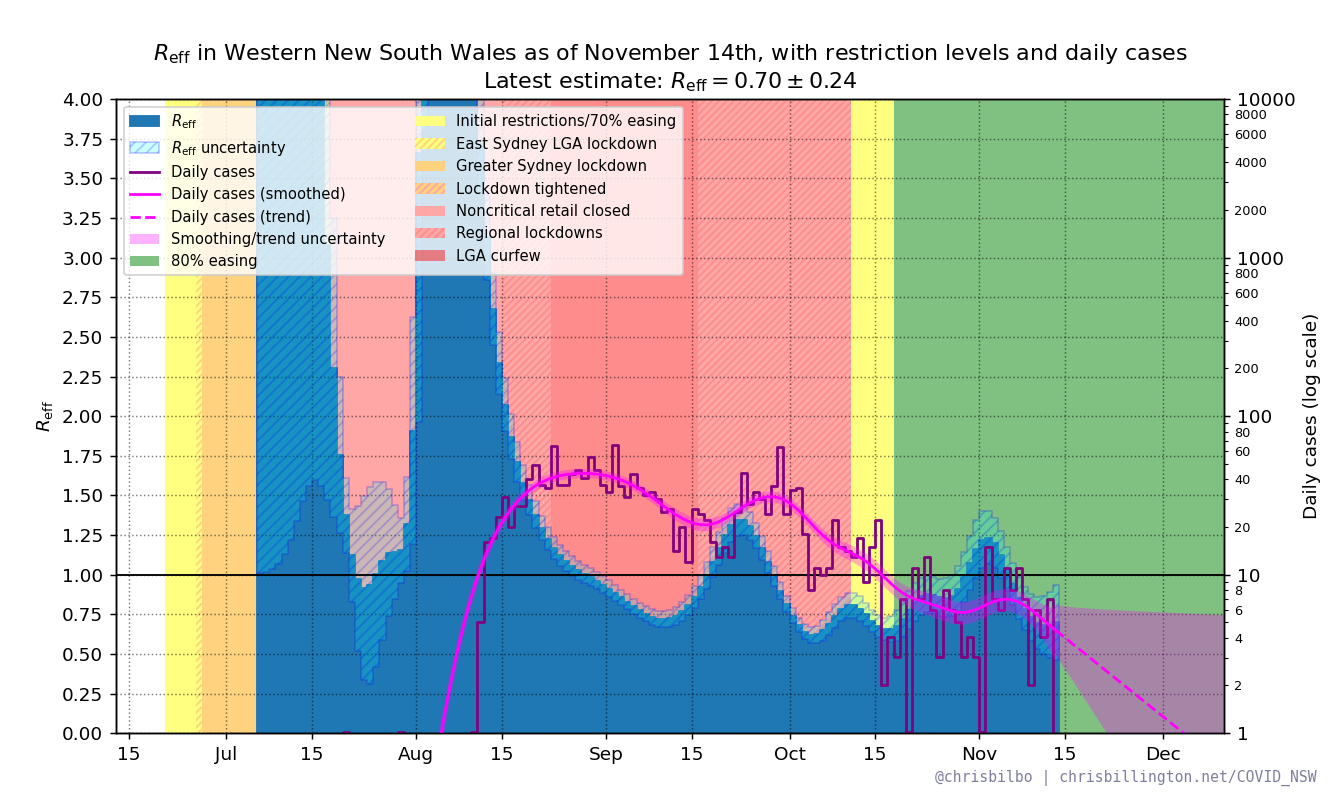 Reff in Western New South Wales as of November 14th, with restriction levels and daily cases
Latest estimate: Reff = 0.70 ± 0.24
Reff
Reff uncertainty
Daily cases
Daily cases (smoothed)
Daily cases (trend)
Smoothing/trend uncertainty
80% easing
Initial restrictions/70% easing
East Sydney LGA lockdown
Greater Sydney lockdown
Lockdown tightened
Noncritical retail closed
Regional lockdowns
LGA curfew
Reff
4.00
3.75
3.50
3.25
3.00
2.75
2.50
2.25
2.00
1.75
1.50
1.25
1.00
0.75
0.50
0.25
0.00
15 Jul 15 Aug 15 Sep 15 Oct 15 Nov 15 Dec
10000
8000
6000
4000
2000
1000
800
600
400
200
100
80
60
40
20
10
8
6
4
2
1
Daily cases (log scale)
@chrisbilbo | chrisbillington.net/COVID_NSW